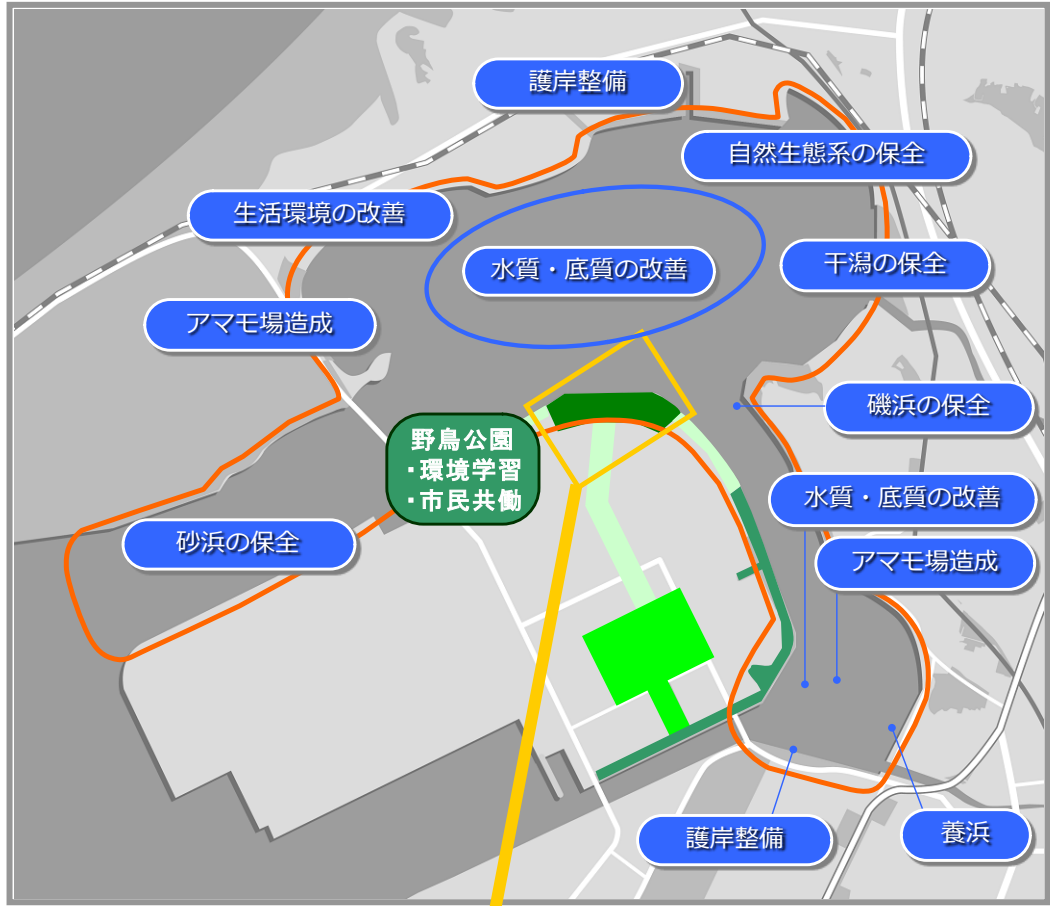 護岸整備
自然生態系の保全
生活環境の改善
水質・底質の改善
干潟の保全
アマモ場造成
磯浜の保全
野鳥公園
・環境学習
・市民共働
水質・底質の改善
砂浜の保全
アマモ場造成
護岸整備
養浜